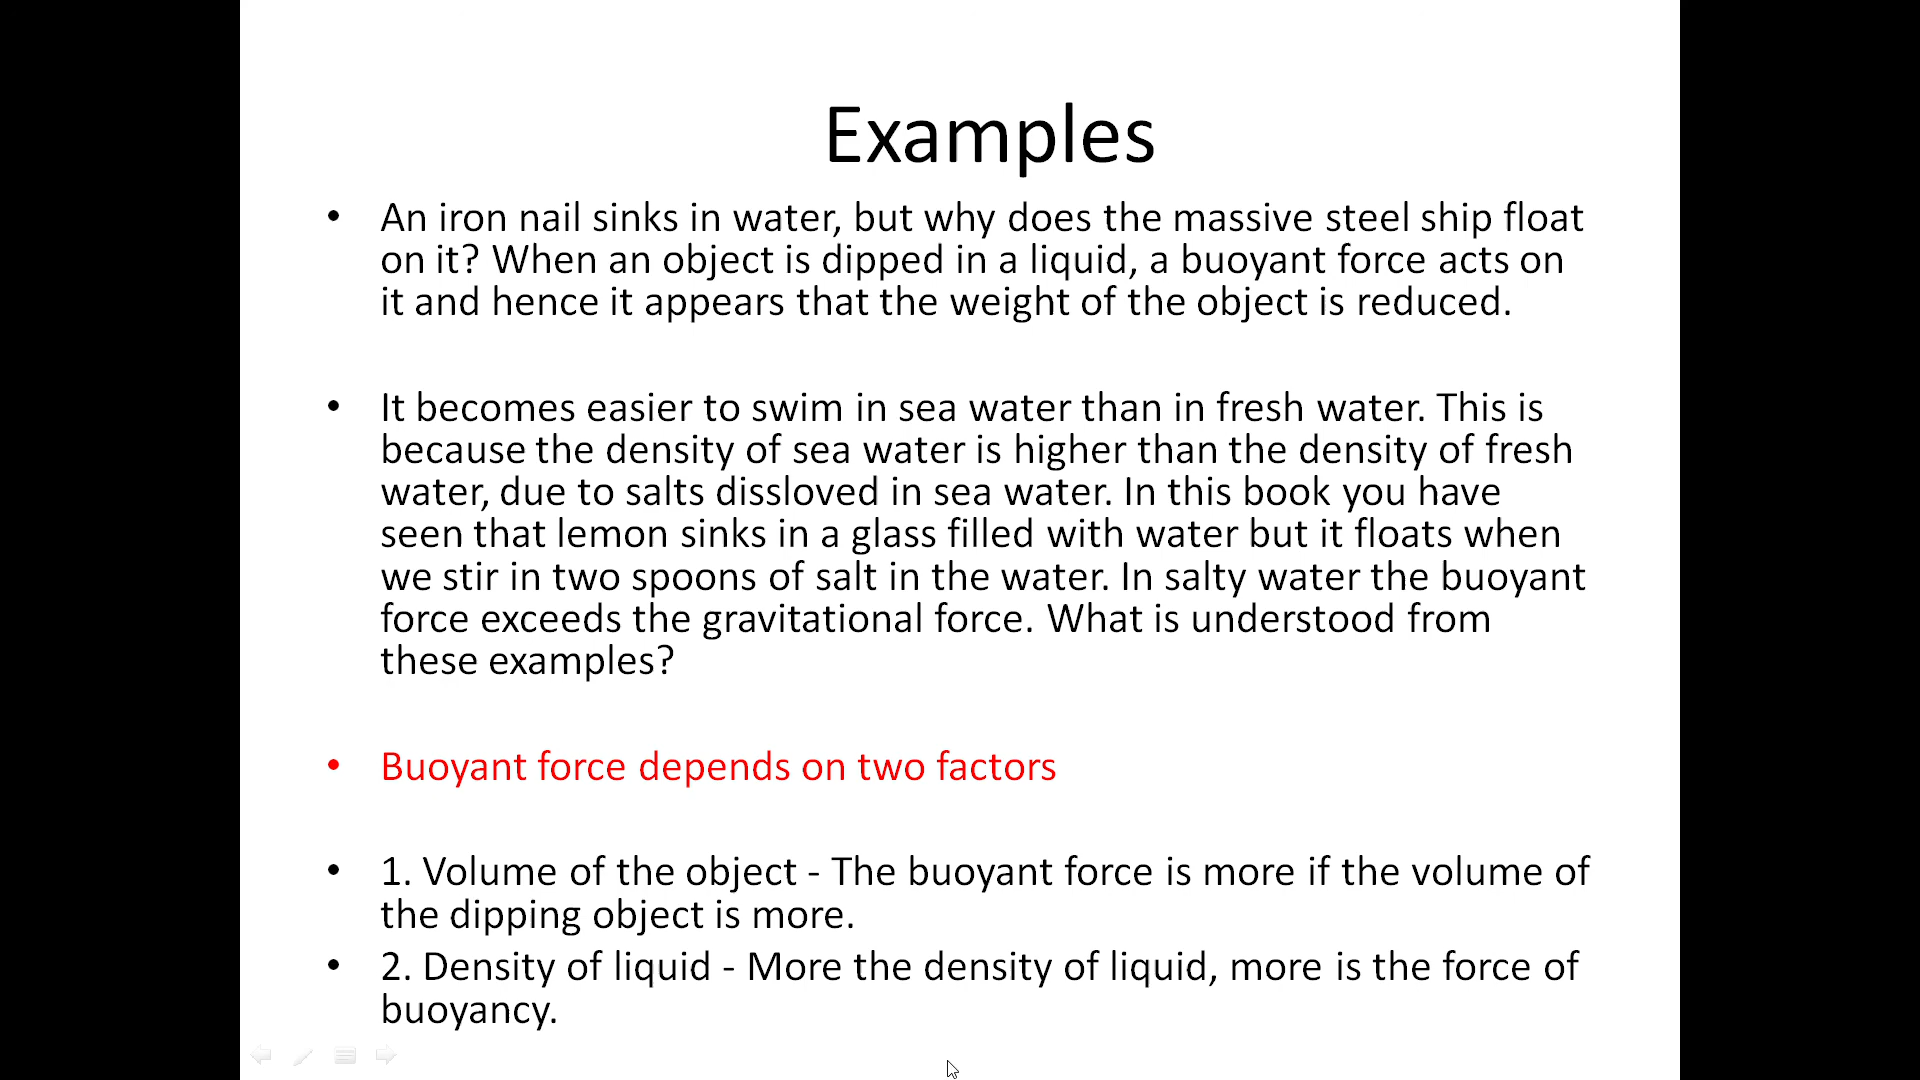 Examples
• An iron nail sinks in water, but why does the massive steel ship float
on it? When an object is dipped in a liquid, a buoyant force acts on
it and hence it appears that the weight of the object is reduced.
• It becomes easier to swim in sea water than in fresh water. This is
because the density of sea water is higher than the density of fresh
water, due to salts dissloved in sea water. In this book you have
seen that lemon sinks in a glass filled with water but it floats when
we stir in two spoons of salt in the water. In salty water the buoyant
force exceeds the gravitational force. What is understood from
these examples?
• Buoyant force depends on two factors
• 1. Volume of the object - The buoyant force is more if the volume of
the dipping object is more.
• 2. Density of liquid - More the density of liquid, more is the force of
buoyancy.